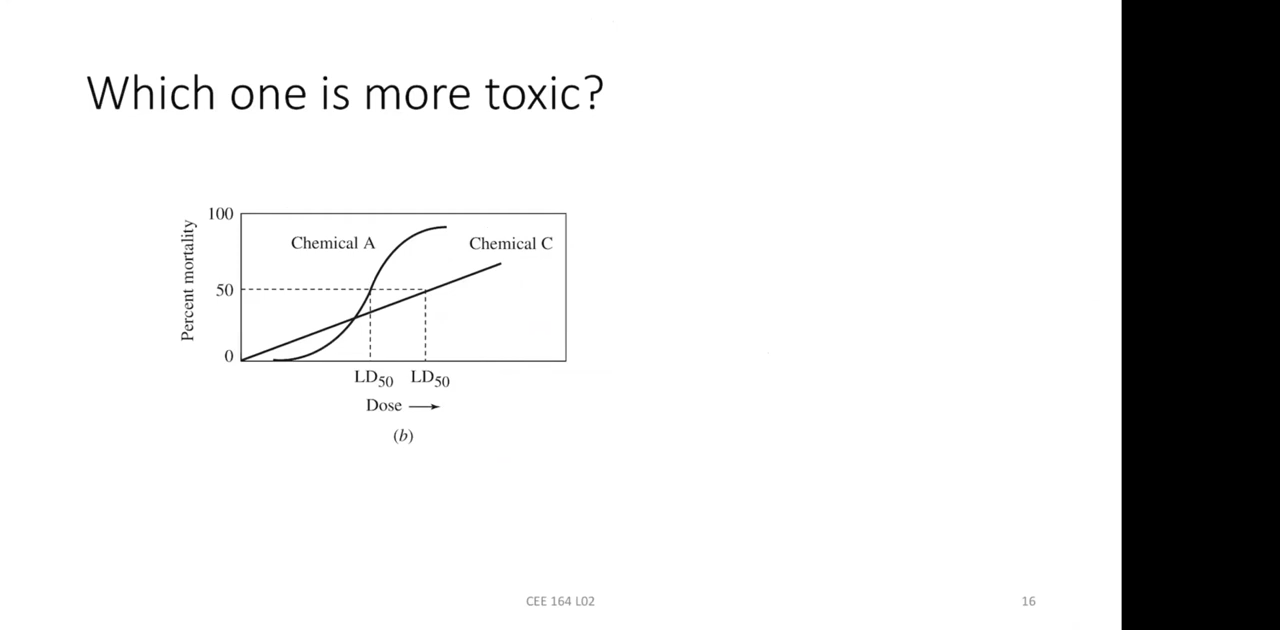 Which one is more toxic?
100
Chemical A
Chemical C
Percent mortality
50
0
LD50 LD50
Dose
(b)
CEE 164 L02
16